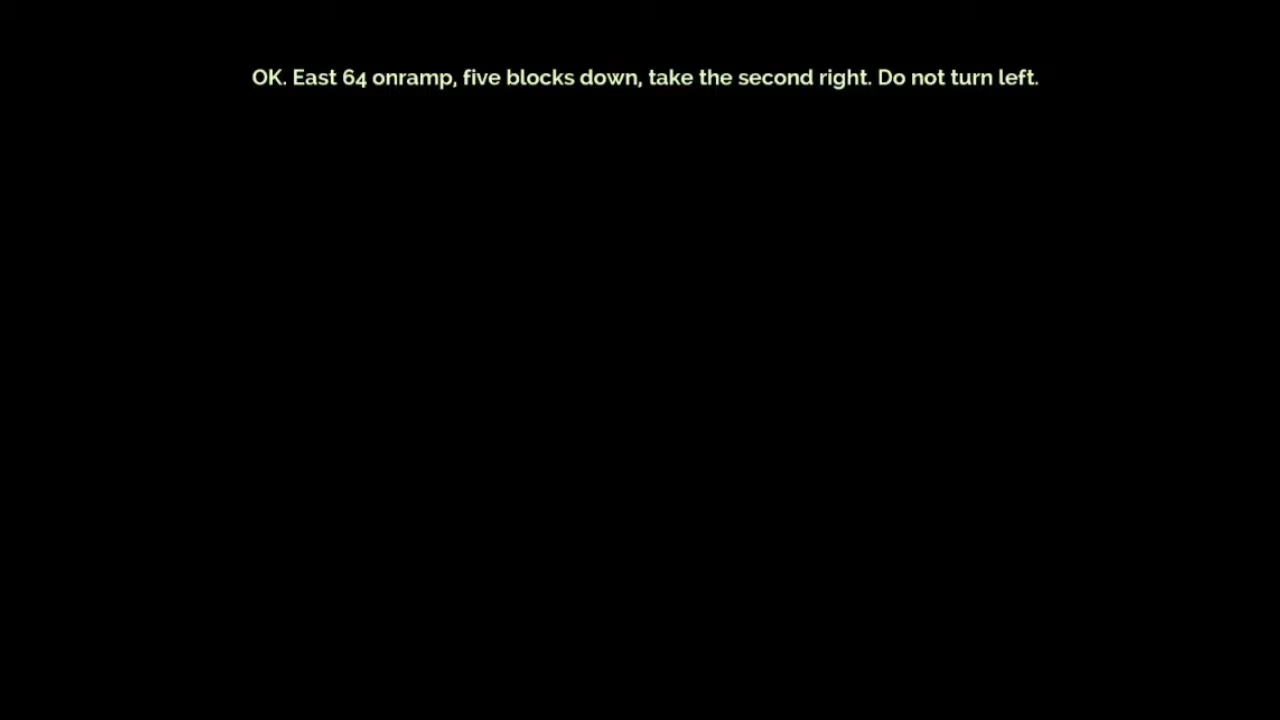 OK. East 64 onramp, five blocks down, take the second right. Do not turn left.